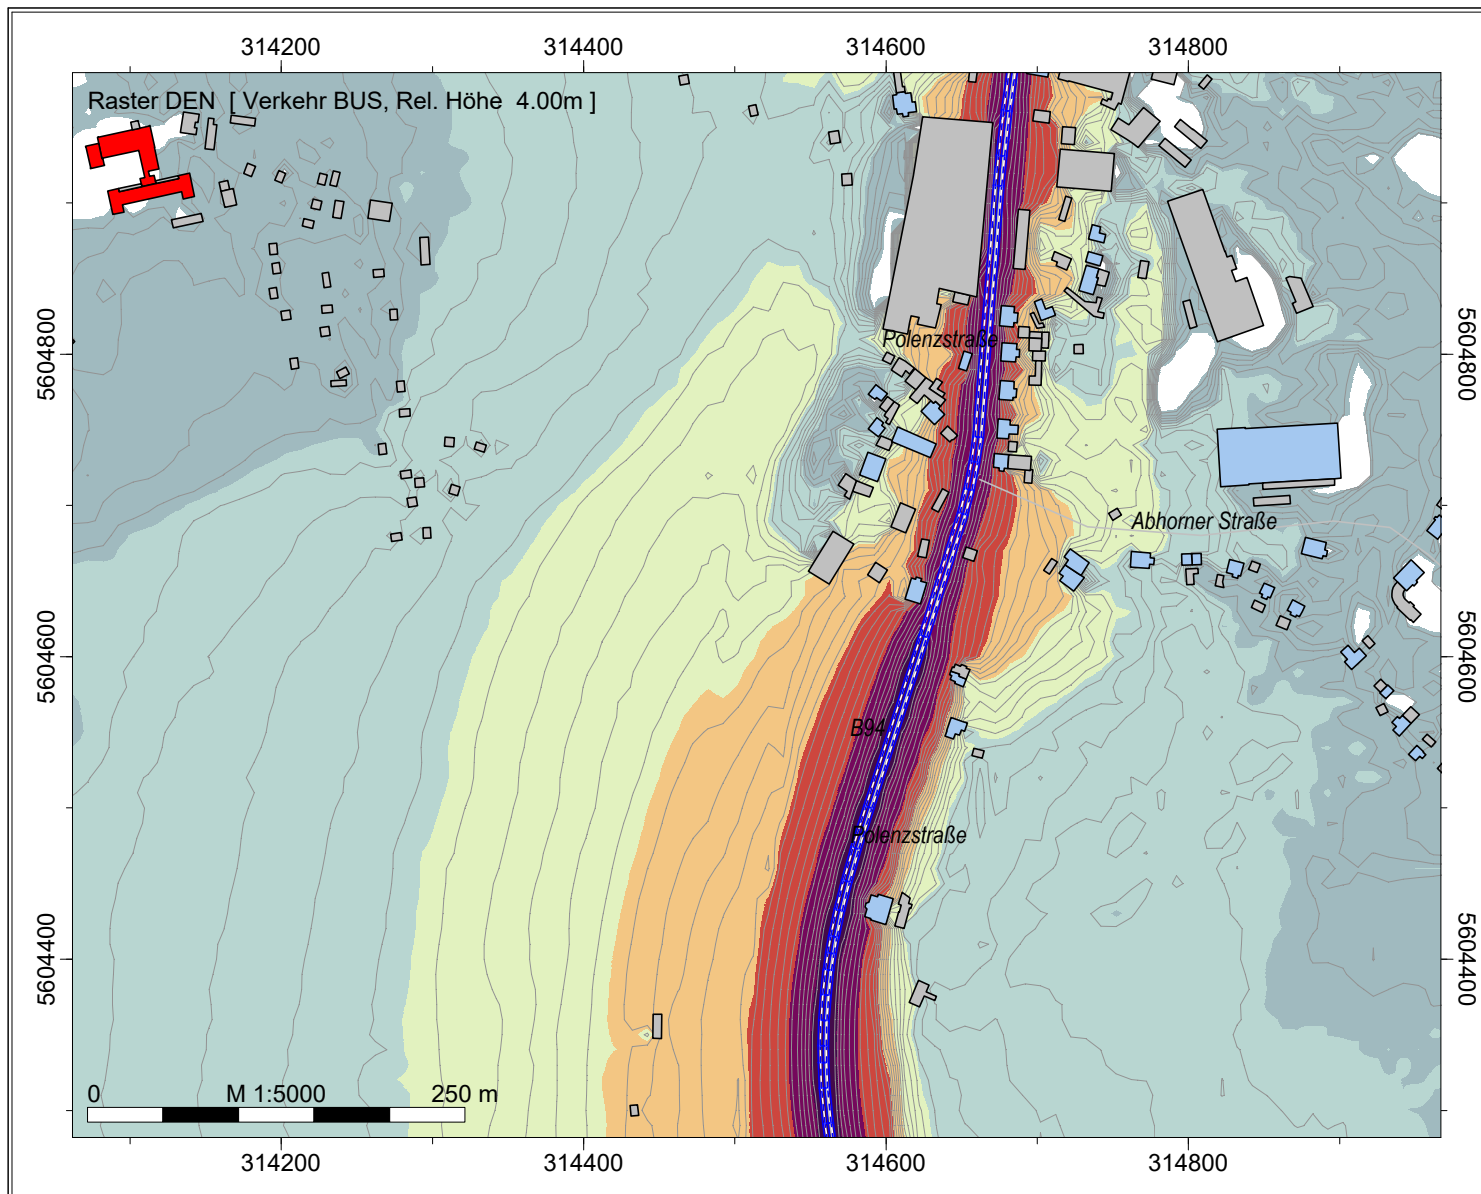 314200 314400 314600 314800
Raster DEN [ Verkehr BUS, Rel. Höhe 4.00m ]
5604800
Polenzstraße
5604800
Abhorner Straße
5604600
5604600
B94
Polenzstraße
5604400
5604400
0 M 1:5000 250 m
314200 314400 314600 314800